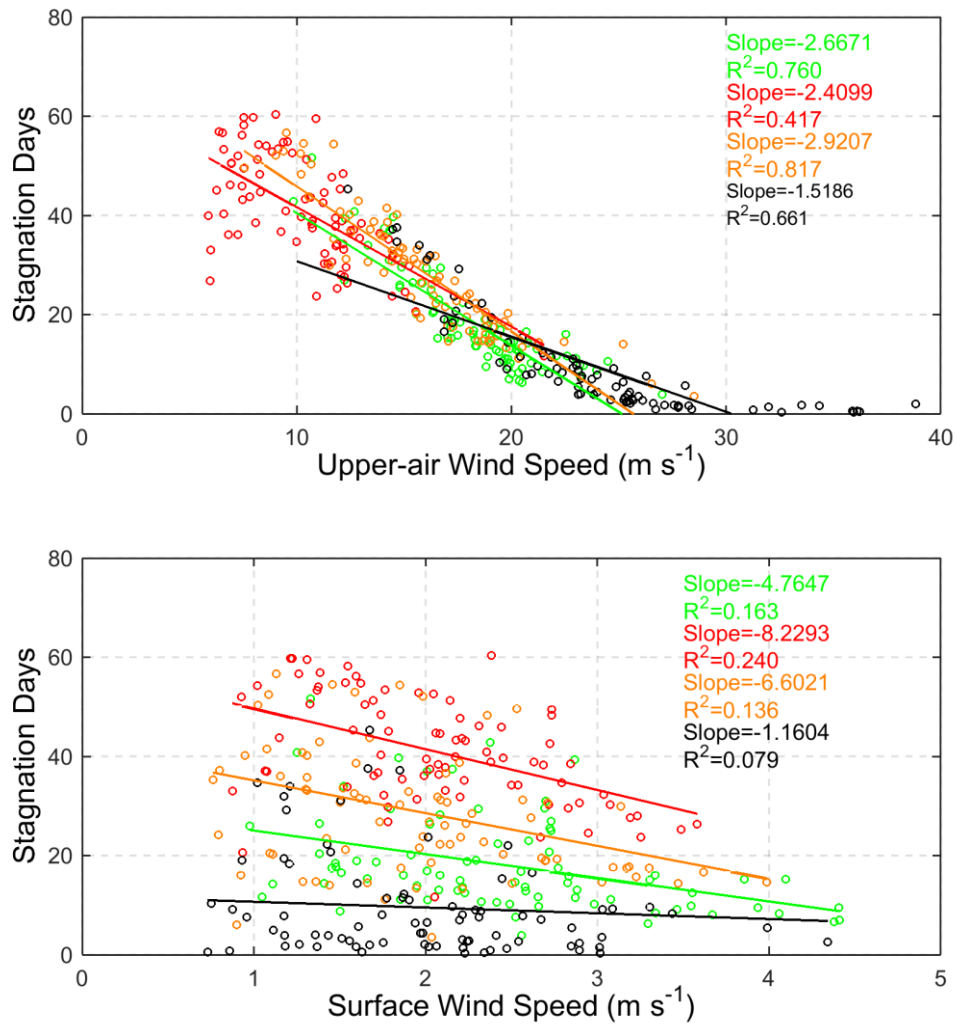 80
60
40
20
0
Stagnation Days
Slope=-2.6671
R²=0.760
Slope=-2.4099
R²=0.417
Slope=-2.9207
R²=0.817
Slope=-1.5186
R²=0.661
0 10 20 30 40
Upper-air Wind Speed (m s⁻¹)
80
60
40
20
0
Stagnation Days
Slope=-4.7647
R²=0.163
Slope=-8.2293
R²=0.240
Slope=-6.6021
R²=0.136
Slope=-1.1604
R²=0.079
0 1 2 3 4 5
Surface Wind Speed (m s⁻¹)